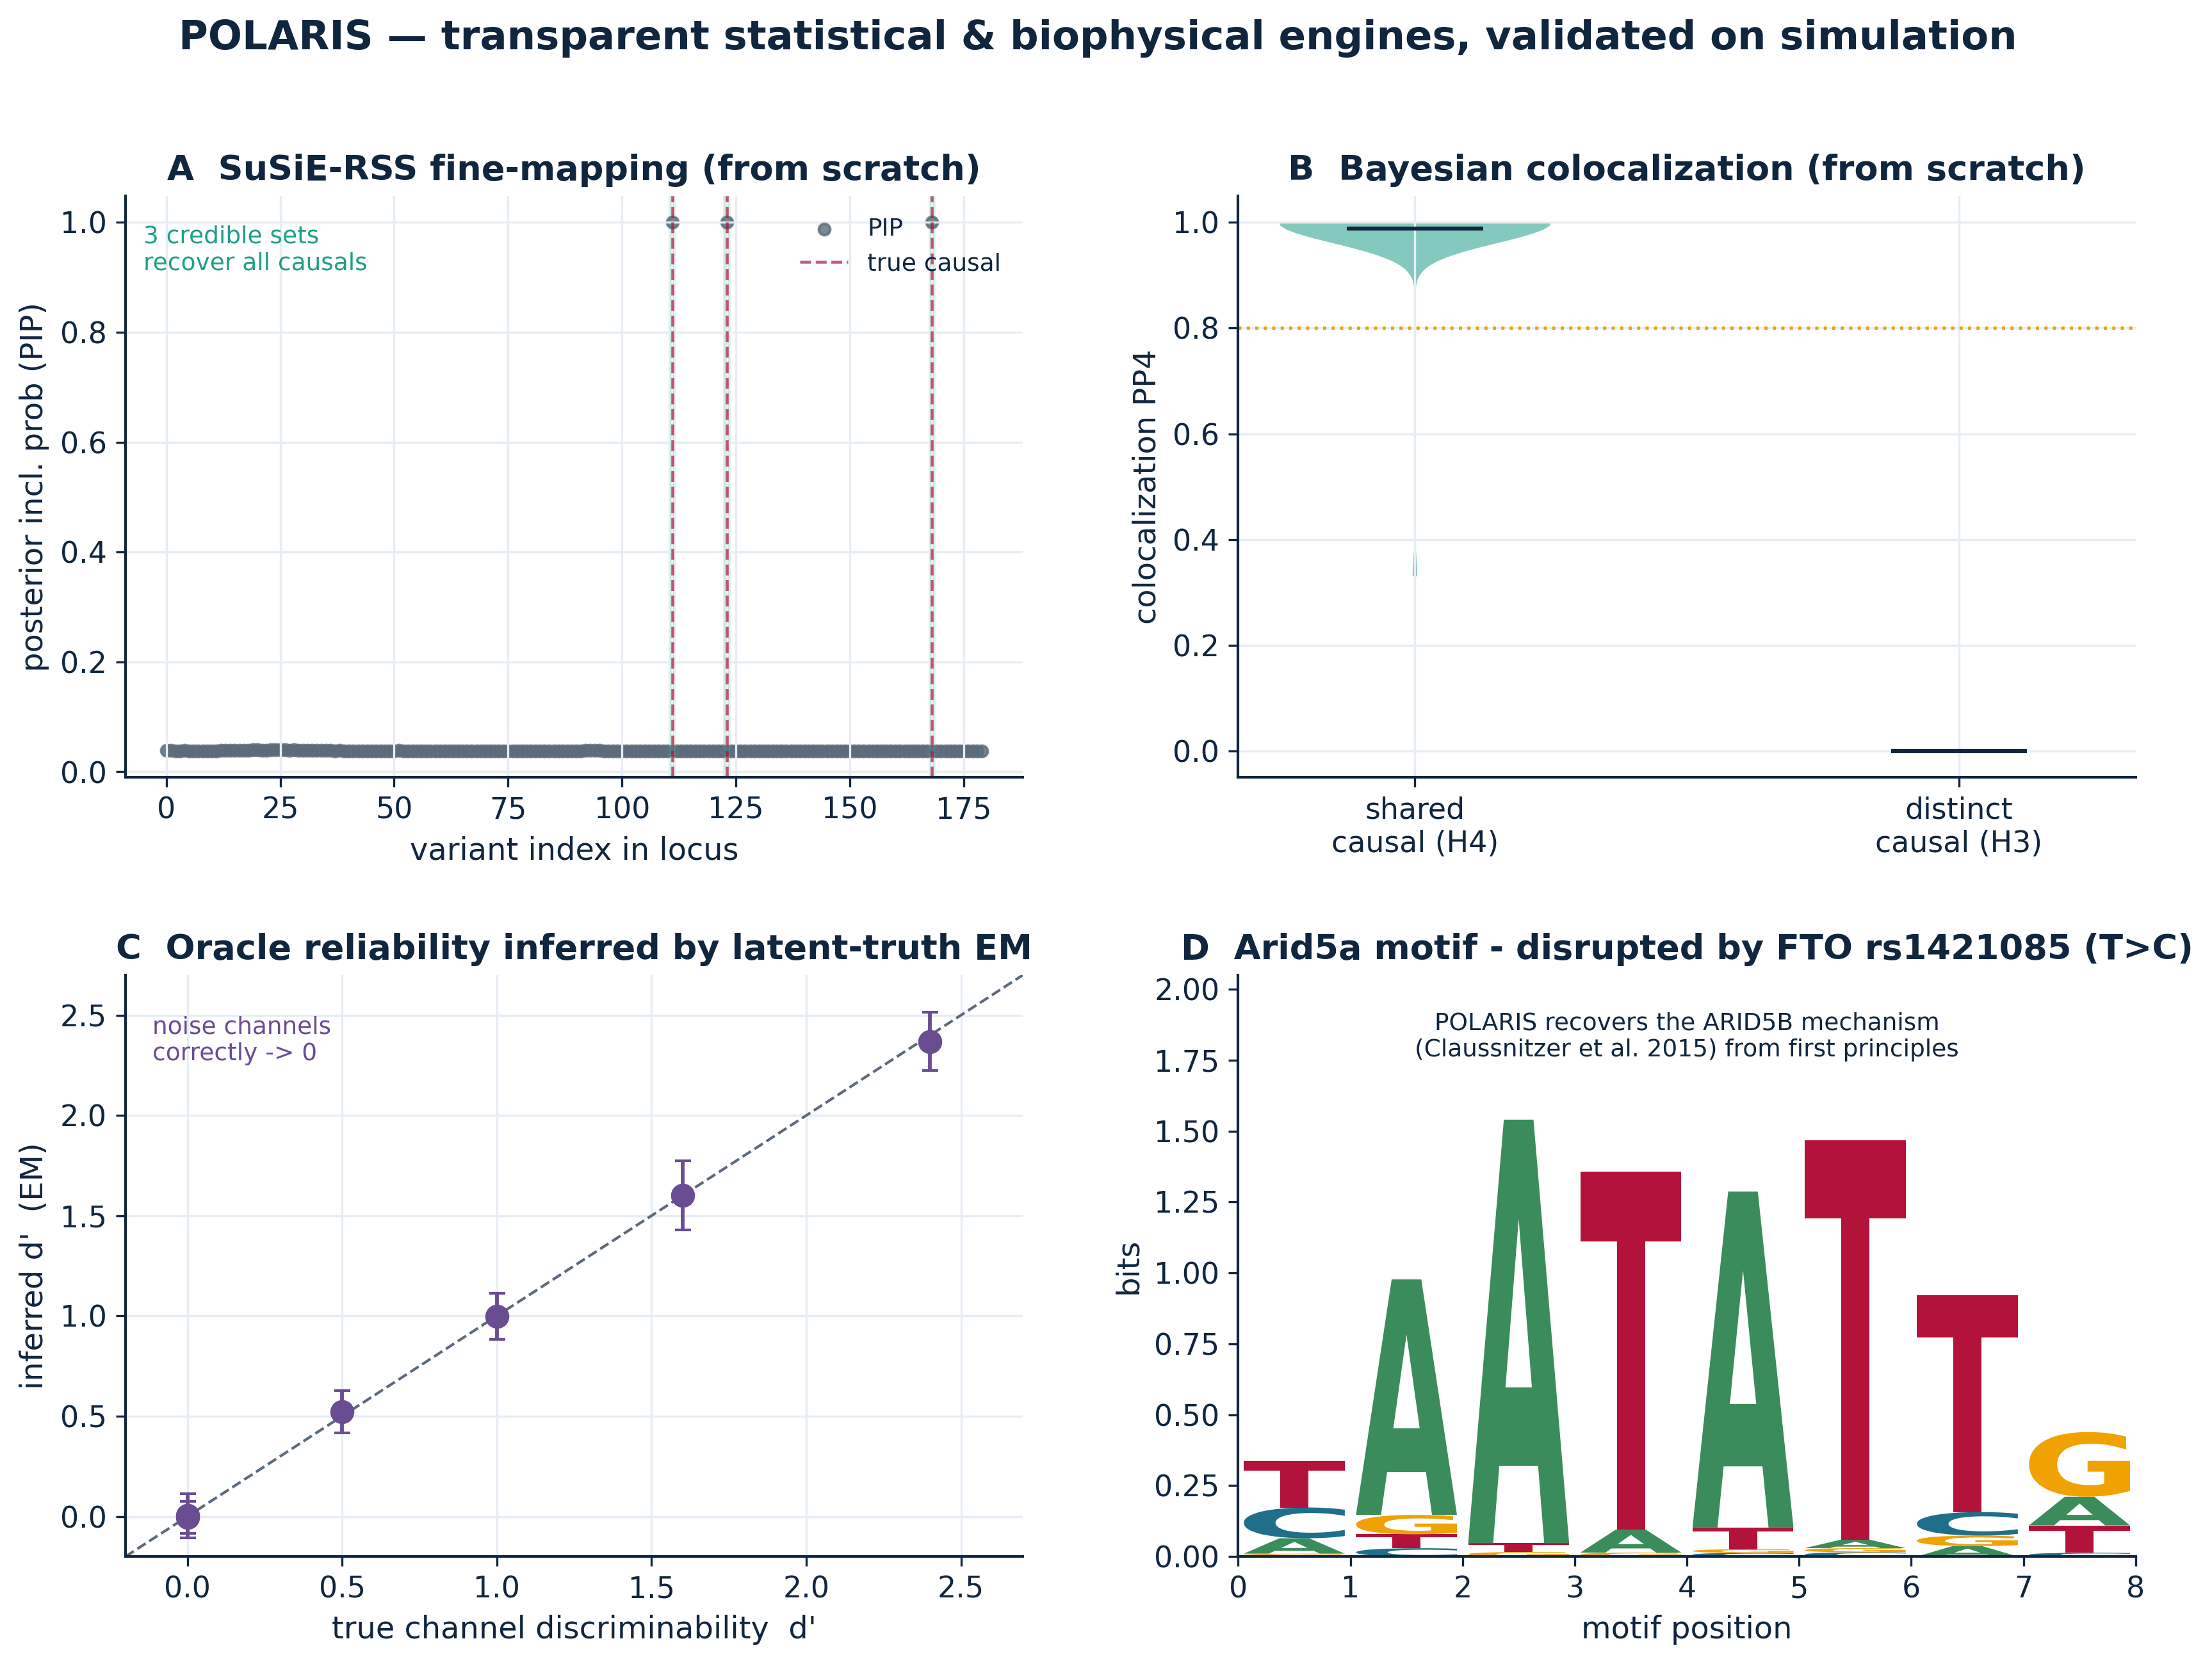 POLARIS — transparent statistical & biophysical engines, validated on simulation
A SuSiE-RSS fine-mapping (from scratch)
posterior incl. prob (PIP)
1.0
0.8
0.6
0.4
0.2
0.0
3 credible sets
recover all causals
PIP
true causal
0 25 50 75 100 125 150 175
variant index in locus
B Bayesian colocalization (from scratch)
colocalization PP4
1.0
0.8
0.6
0.4
0.2
0.0
shared
causal (H4)
distinct
causal (H3)
C Oracle reliability inferred by latent-truth EM
inferred d' (EM)
2.5
2.0
1.5
1.0
0.5
0.0
noise channels
correctly -> 0
0.0 0.5 1.0 1.5 2.0 2.5
true channel discriminability d'
D Arid5a motif - disrupted by FTO rs1421085 (T>C)
bits
2.00
1.75
1.50
1.25
1.00
0.75
0.50
0.25
0.00
POLARIS recovers the ARID5B mechanism
(Claussnitzer et al. 2015) from first principles
T A A T A T T G
0 1 2 3 4 5 6 7 8
motif position